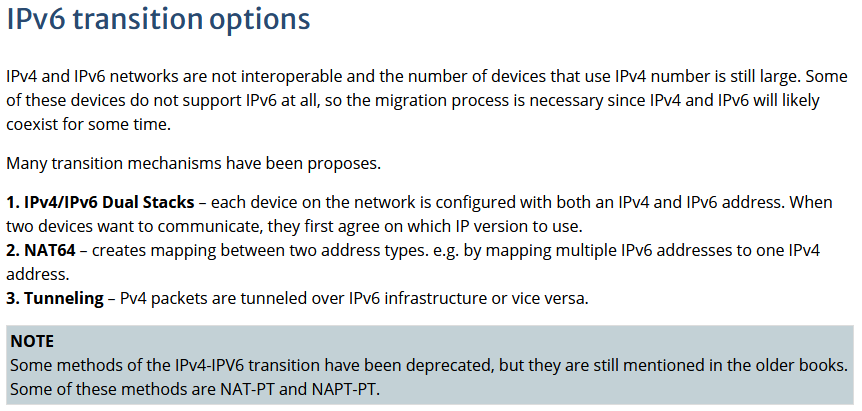 IPv6 transition options
IPv4 and IPv6 networks are not interoperable and the number of devices that use IPv4 number is still large. Some
of these devices do not support IPv6 at all, so the migration process is necessary since IPv4 and IPv6 will likely
coexist for some time.
Many transition mechanisms have been proposes.
1. IPv4/IPv6 Dual Stacks – each device on the network is configured with both an IPv4 and IPv6 address. When
two devices want to communicate, they first agree on which IP version to use.
2. NAT64 – creates mapping between two address types. e.g. by mapping multiple IPv6 addresses to one IPv4
address.
3. Tunneling – Pv4 packets are tunneled over IPv6 infrastructure or vice versa.
NOTE
Some methods of the IPv4-IPV6 transition have been deprecated, but they are still mentioned in the older books.
Some of these methods are NAT-PT and NAPT-PT.